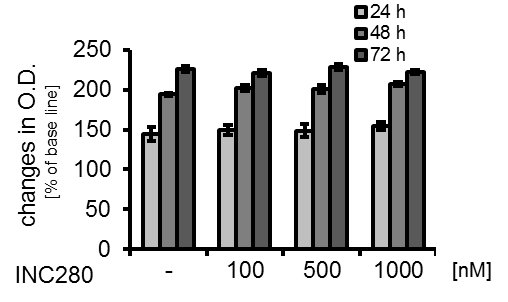 24 h
48 h
72 h
changes in O.D.
[% of base line]
250
200
150
100
50
0
INC280 - 100 500 1000 [nM]